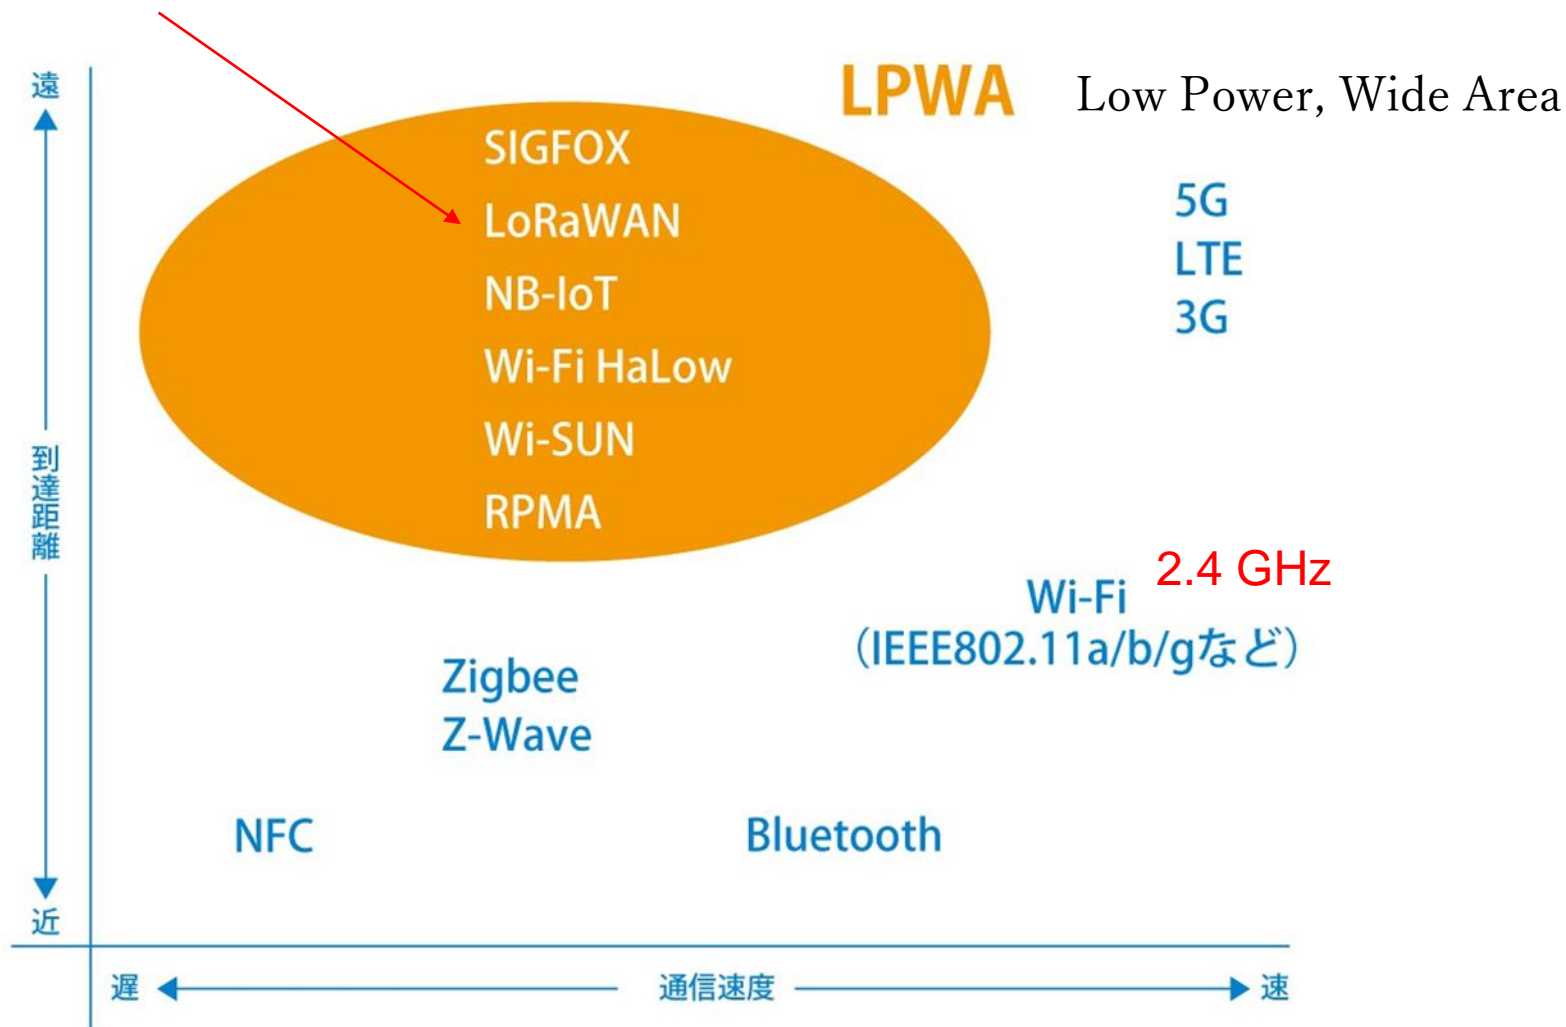 LPWA Low Power, Wide Area
遠
SIGFOX
LoRaWAN
NB-IoT
Wi-Fi HaLow
Wi-SUN
RPMA
5G
LTE
3G
到達距離
2.4 GHz
Wi-Fi
（IEEE802.11a/b/gなど）
Zigbee
Z-Wave
NFC
Bluetooth
近
遅
通信速度
速